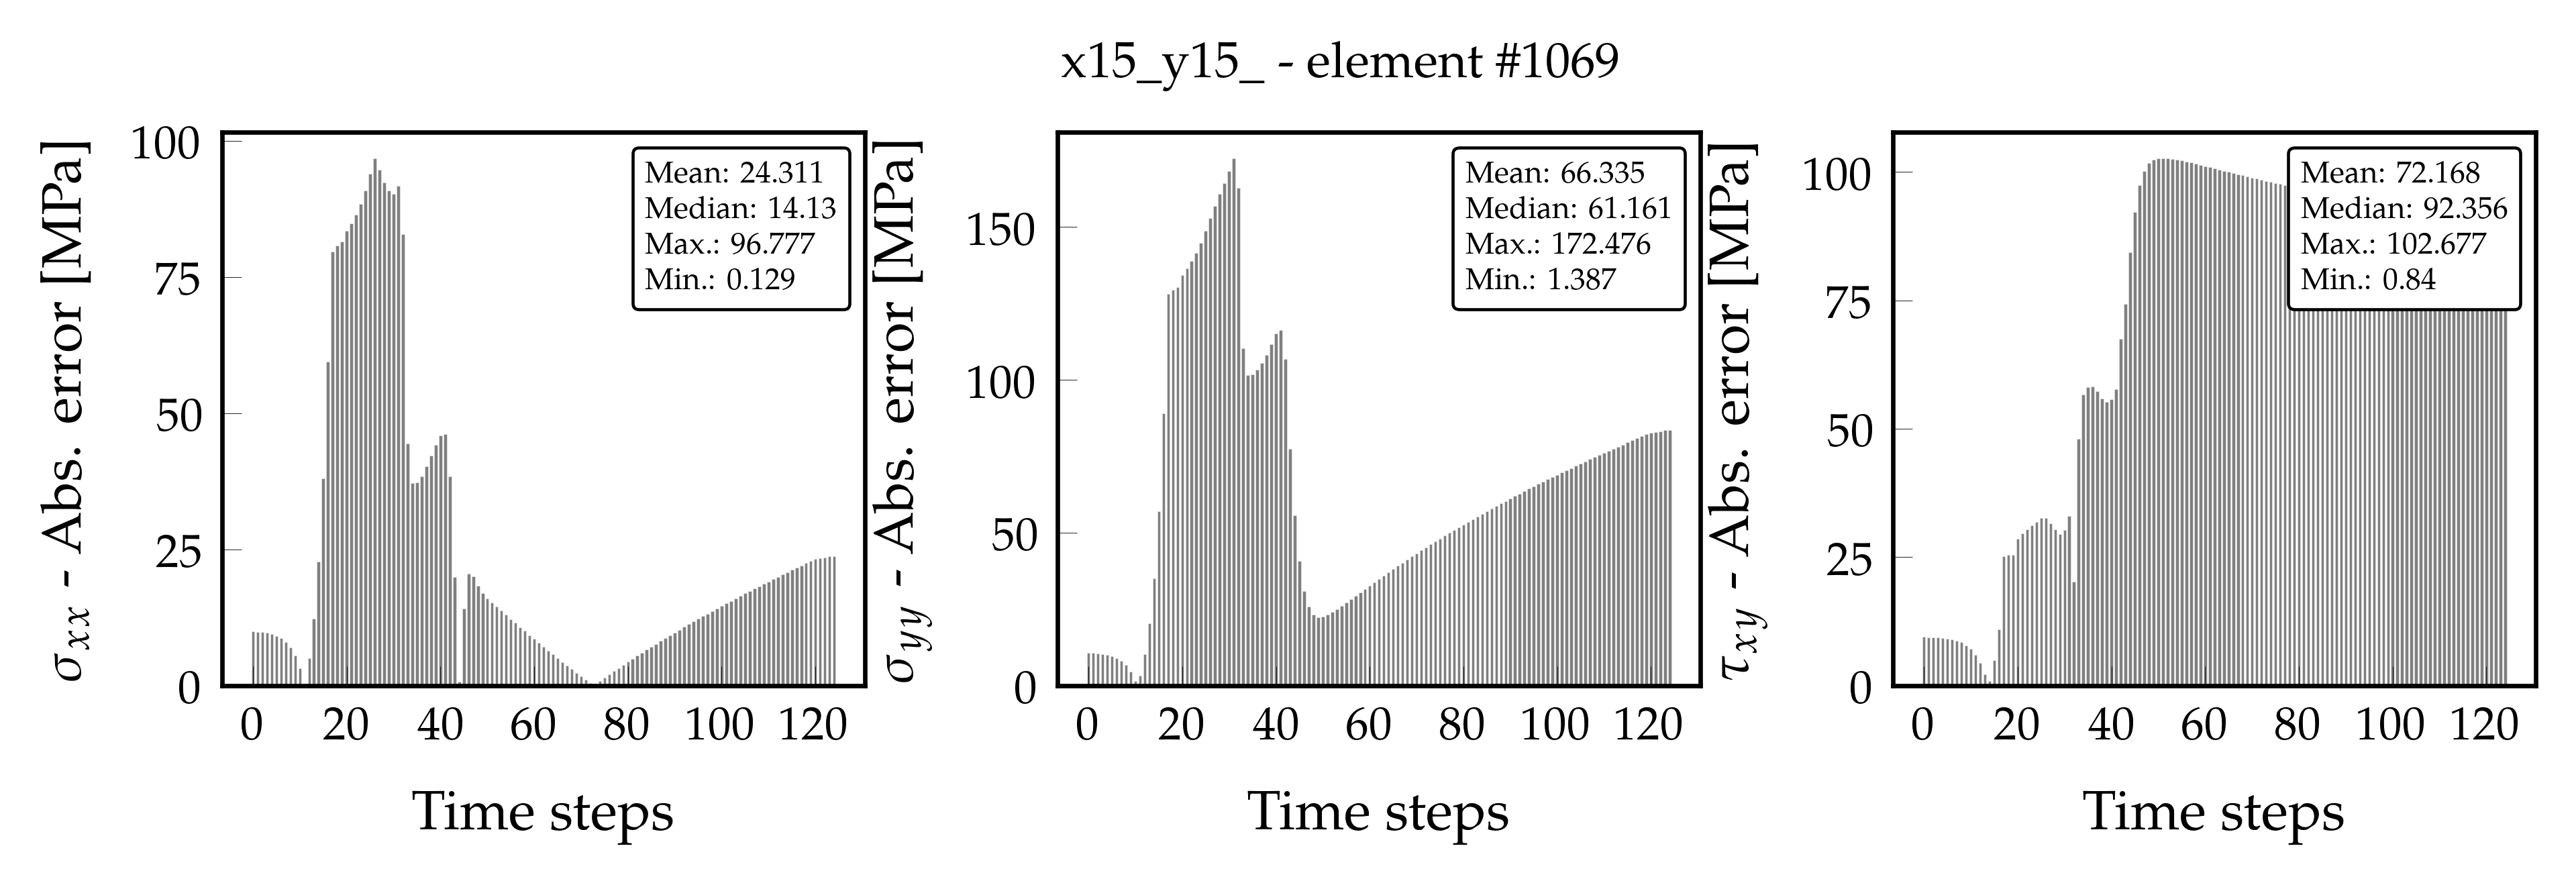 x15_y15_ - element #1069
σxx - Abs. error [MPa]
100
75
50
25
0
Mean: 24.311
Median: 14.13
Max.: 96.777
Min.: 0.129
0 20 40 60 80 100 120
Time steps
σyy - Abs. error [MPa]
150
100
50
0
Mean: 66.335
Median: 61.161
Max.: 172.476
Min.: 1.387
0 20 40 60 80 100 120
Time steps
τxy - Abs. error [MPa]
100
75
50
25
0
Mean: 72.168
Median: 92.356
Max.: 102.677
Min.: 0.84
0 20 40 60 80 100 120
Time steps